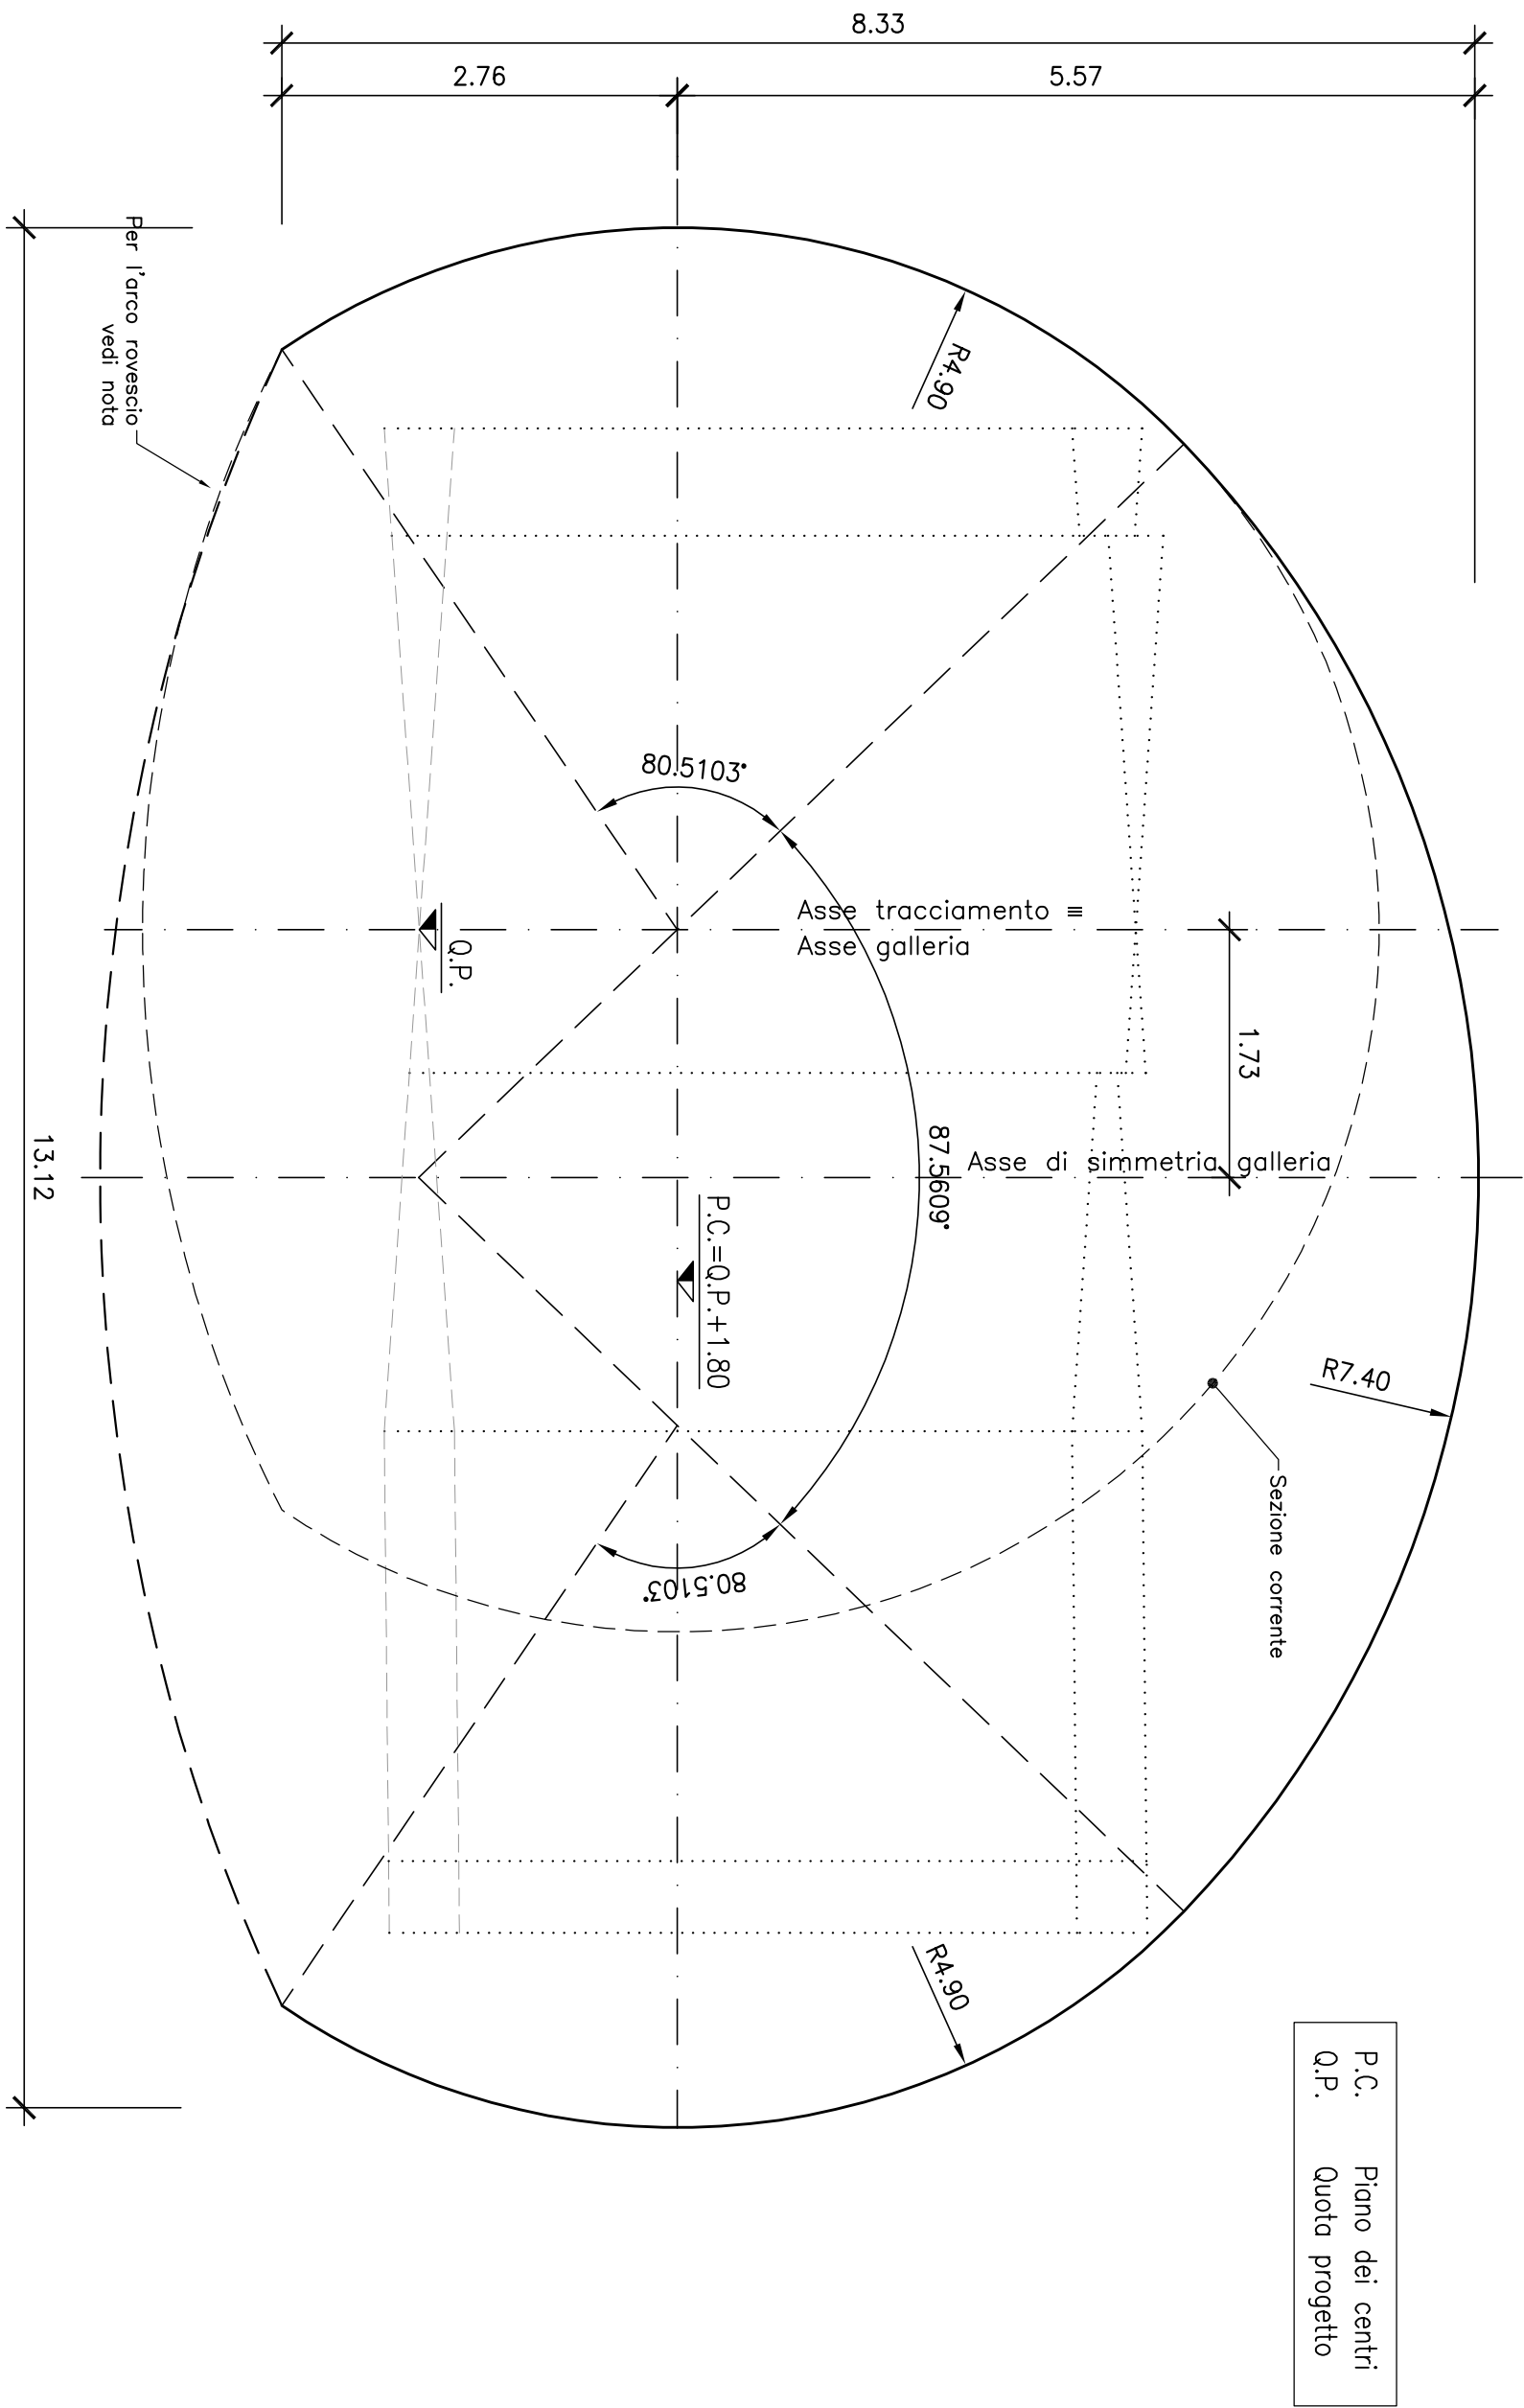 8.33
2.76
5.57
R4.90
Per l'arco rovescio
vedi nota
80.5103°
Asse tracciamento ≡
Asse galleria
Q.P.
1.73
87.5609°
Asse di simmetria galleria
13.12
P.C.=Q.P.+1.80
R7.40
Sezione corrente
80.5103°
R4.90
P.C. Piano dei centri
Q.P. Quota progetto